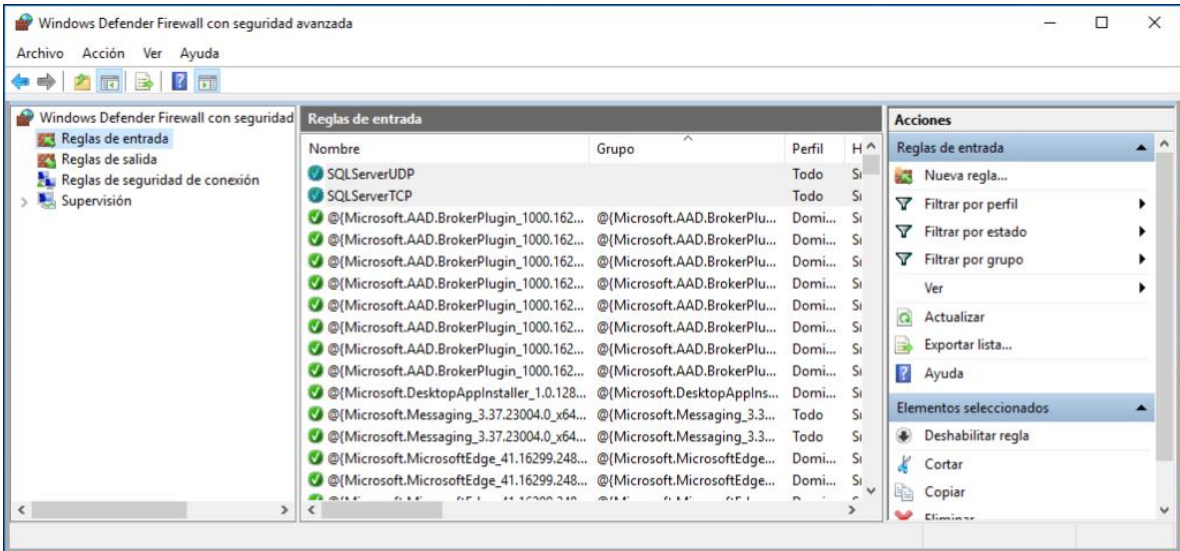 Windows Defender Firewall con seguridad avanzada
Archivo Acción Ver Ayuda
Windows Defender Firewall con seguridad
Reglas de entrada
Reglas de salida
Reglas de seguridad de conexión
Supervisión
Reglas de entrada
Nombre Grupo Perfil
SQLServerUDP Todo
SQLServerTCP Todo
@{Microsoft.AAD.BrokerPlugin_1000.162... @{Microsoft.AAD.BrokerPlu... Domi...
@{Microsoft.AAD.BrokerPlugin_1000.162... @{Microsoft.AAD.BrokerPlu... Domi...
@{Microsoft.AAD.BrokerPlugin_1000.162... @{Microsoft.AAD.BrokerPlu... Domi...
@{Microsoft.AAD.BrokerPlugin_1000.162... @{Microsoft.AAD.BrokerPlu... Domi...
@{Microsoft.AAD.BrokerPlugin_1000.162... @{Microsoft.AAD.BrokerPlu... Domi...
@{Microsoft.AAD.BrokerPlugin_1000.162... @{Microsoft.AAD.BrokerPlu... Domi...
@{Microsoft.AAD.BrokerPlugin_1000.162... @{Microsoft.AAD.BrokerPlu... Domi...
@{Microsoft.AAD.BrokerPlugin_1000.162... @{Microsoft.AAD.BrokerPlu... Domi...
@{Microsoft.DesktopAppInstaller_1.0.128... @{Microsoft.DesktopAppIns... Domi...
@{Microsoft.Messaging_3.37.23004.0_x64... @{Microsoft.Messaging_3.3... Todo
@{Microsoft.Messaging_3.37.23004.0_x64... @{Microsoft.Messaging_3.3... Todo
@{Microsoft.MicrosoftEdge_41.16299.248... @{Microsoft.MicrosoftEdge... Domi...
@{Microsoft.MicrosoftEdge_41.16299.248... @{Microsoft.MicrosoftEdge... Domi...
Acciones
Reglas de entrada
Nueva regla...
Filtrar por perfil
Filtrar por estado
Filtrar por grupo
Ver
Actualizar
Exportar lista...
Ayuda
Elementos seleccionados
Deshabilitar regla
Cortar
Copiar
Eliminar